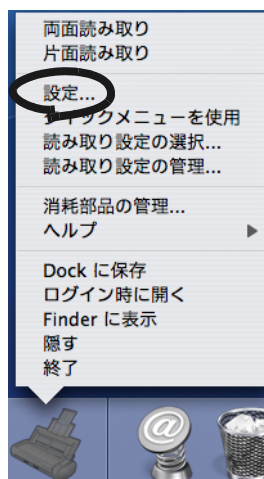 両面読み取り
片面読み取り
設定...
クイックメニューを使用
読み取り設定の選択...
読み取り設定の管理...
消耗部品の管理...
ヘルプ
Dock に保存
ログイン時に開く
Finder に表示
隠す
終了
@